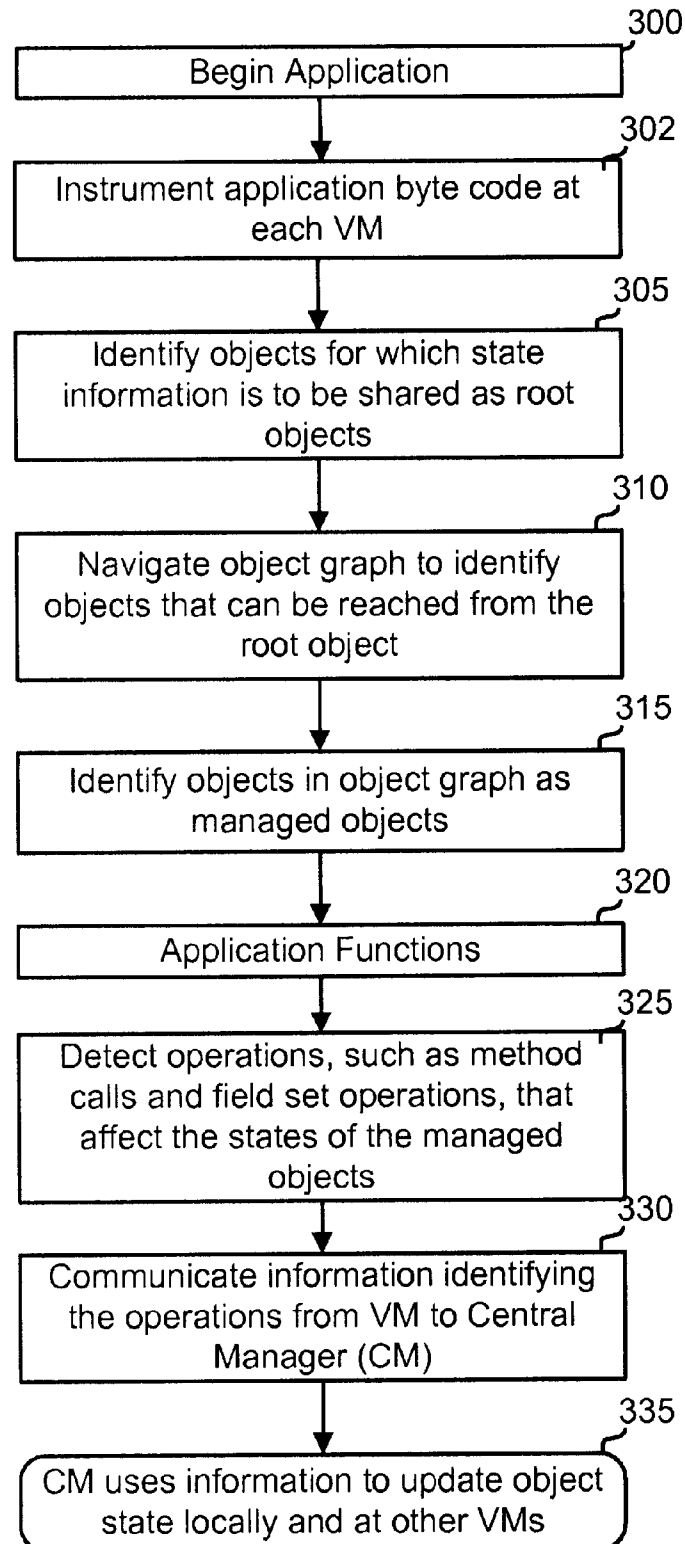 300
Begin Application
302
Instrument application byte code at
each VM
305
Identify objects for which state
information is to be shared as root
objects
310
Navigate object graph to identify
objects that can be reached from the
root object
315
Identify objects in object graph as
managed objects
320
Application Functions
325
Detect operations, such as method
calls and field set operations, that
affect the states of the managed
objects
330
Communicate information identifying
the operations from VM to Central
Manager (CM)
335
CM uses information to update object
state locally and at other VMs